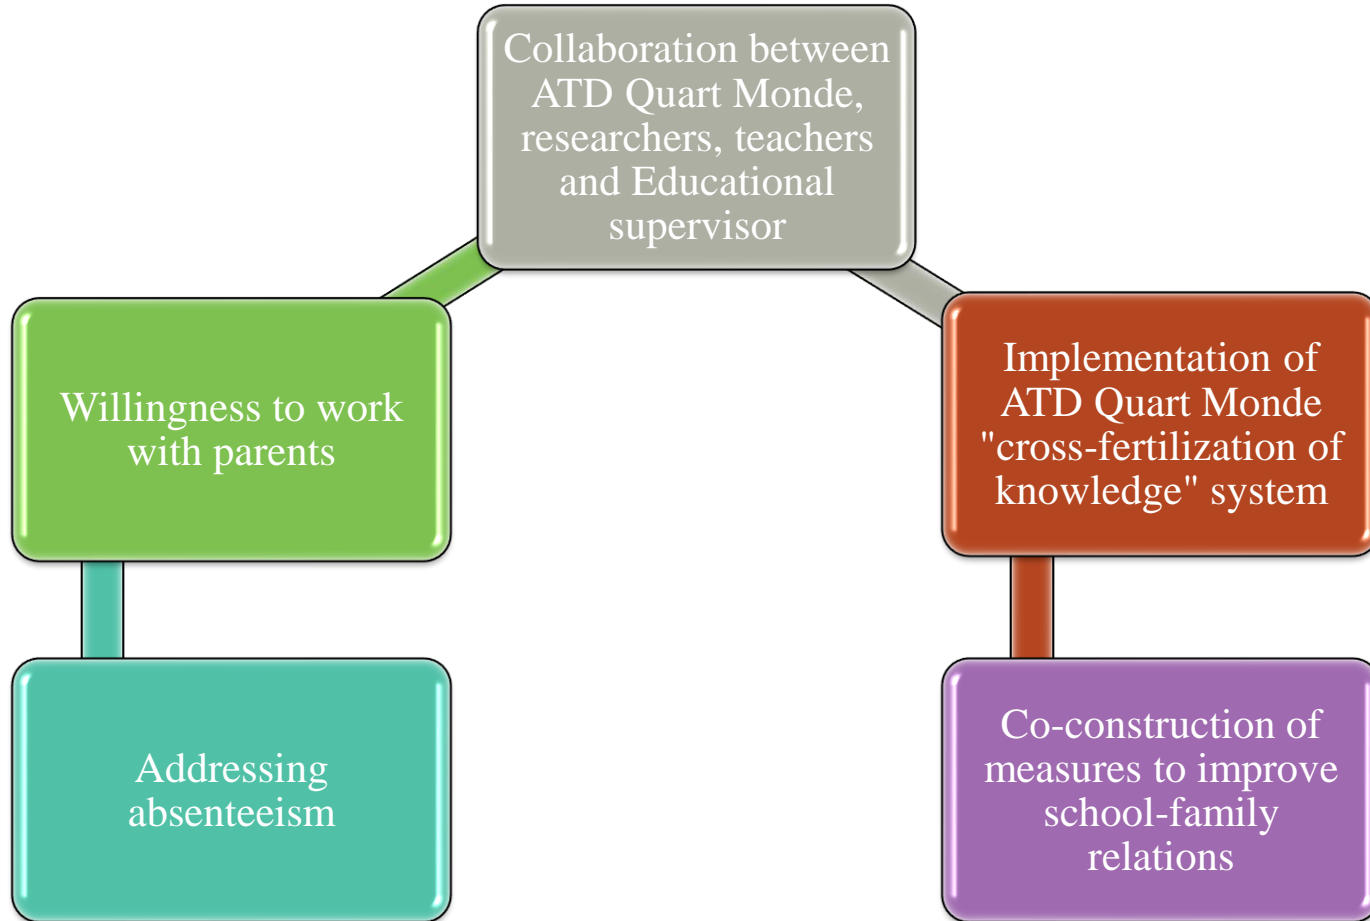 Collaboration between
ATD Quart Monde,
researchers, teachers
and Educational
supervisor
Willingness to work
with parents
Implementation of
ATD Quart Monde
"cross-fertilization of
knowledge" system
Addressing
absenteeism
Co-construction of
measures to improve
school-family
relations